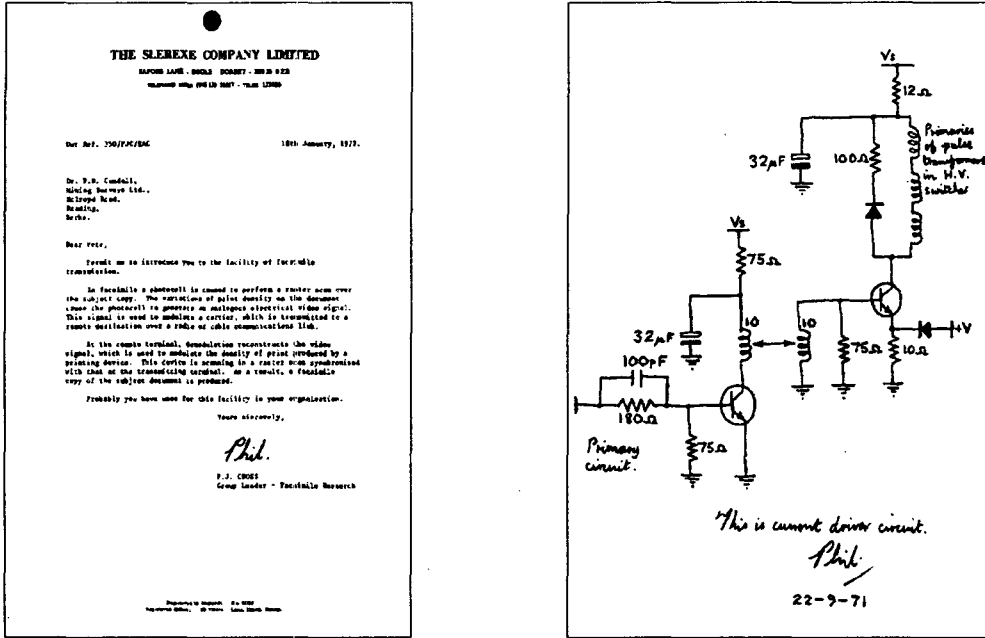 THE SLEREXE COMPANY LIMITED
SAPORS LANE - BOOLE - DORSET - BH25 8ER
Our Ref. 350/PJC/EAC
18th January, 1972.
Dr. P.N. Cundall,
Mining Surveys Ltd.,
Holroyd Road,
Reading,
Berks.
Dear Pete,
Permit me to introduce you to the facility of facsimile
transmission.
In facsimile a photocell is caused to perform a raster scan over
the subject copy. The variations of print density on the document
cause the photocell to generate an analogous electrical video signal.
This signal is used to modulate a carrier, which is transmitted to a
remote destination over a radio or cable communications link.
At the remote terminal, demodulation reconstructs the video
signal, which is used to modulate the density of print produced by a
printing device. This device is scanning in a raster scan synchronised
with that at the transmitting terminal. As a result, a facsimile
copy of the subject document is produced.
Probably you have uses for this facility in your organisation.
Yours sincerely,
Phil.
P.J. CROSS
Group Leader - Facsimile Research
Vs
12Ω
32µF
100Ω
Primaries
of pulse
transformers
in H.V.
switches
Vs
75Ω
32µF
10
10
75Ω
10Ω
+V
100pF
180Ω
75Ω
Primary
circuit.
This is current driver circuit.
Phil.
22-9-71